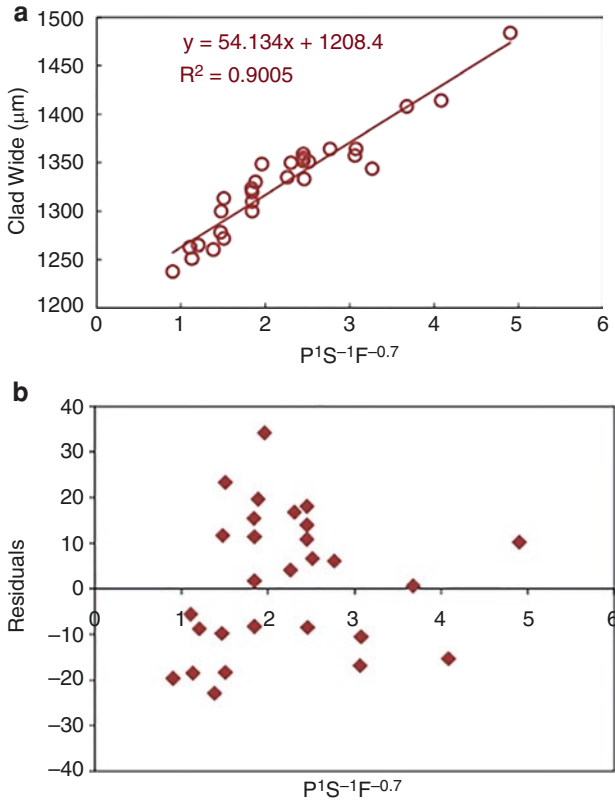 a
1500
1450
1400
1350
1300
1250
1200
Clad Wide (μm)
y = 54.134x + 1208.4
R² = 0.9005
0 1 2 3 4 5 6
P¹S⁻¹F⁻⁰·⁷
b
40
30
20
10
0
−10
−20
−30
−40
Residuals
0 1 2 3 4 5 6
P¹S⁻¹F⁻⁰·⁷